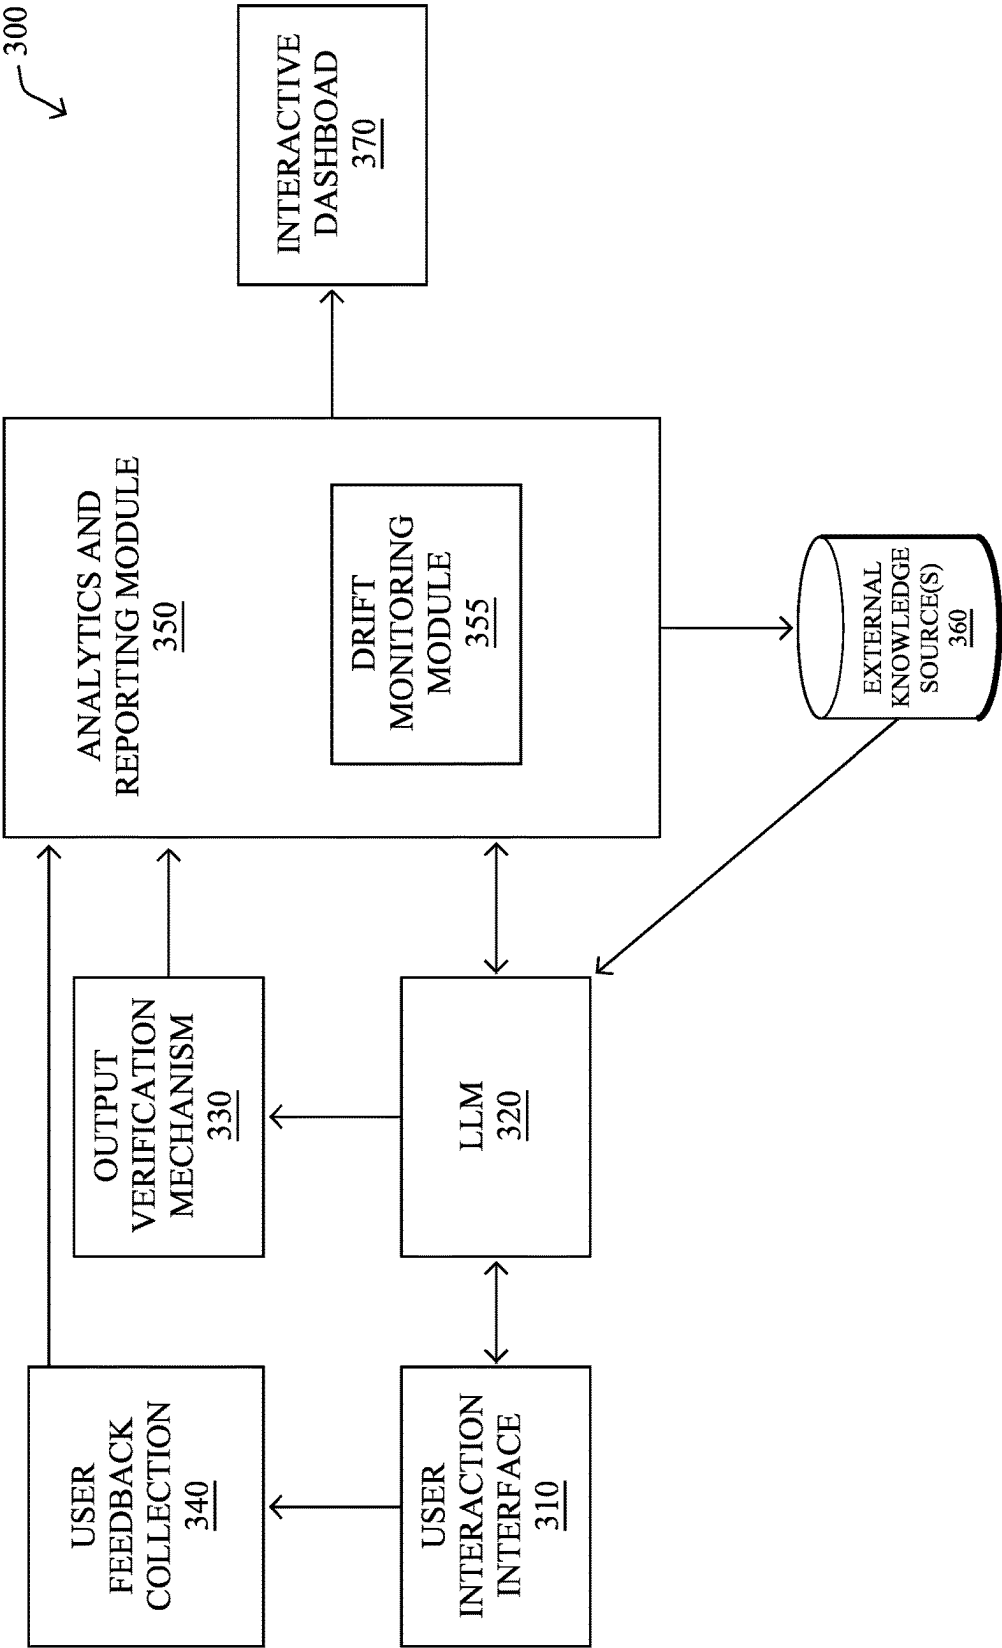 300
USER
FEEDBACK
COLLECTION
340
OUTPUT
VERIFICATION
MECHANISM
330
ANALYTICS AND
REPORTING MODULE
350
DRIFT
MONITORING
MODULE
355
INTERACTIVE
DASHBOAD
370
USER
INTERACTION
INTERFACE
310
LLM
320
EXTERNAL
KNOWLEDGE
SOURCE(S)
360